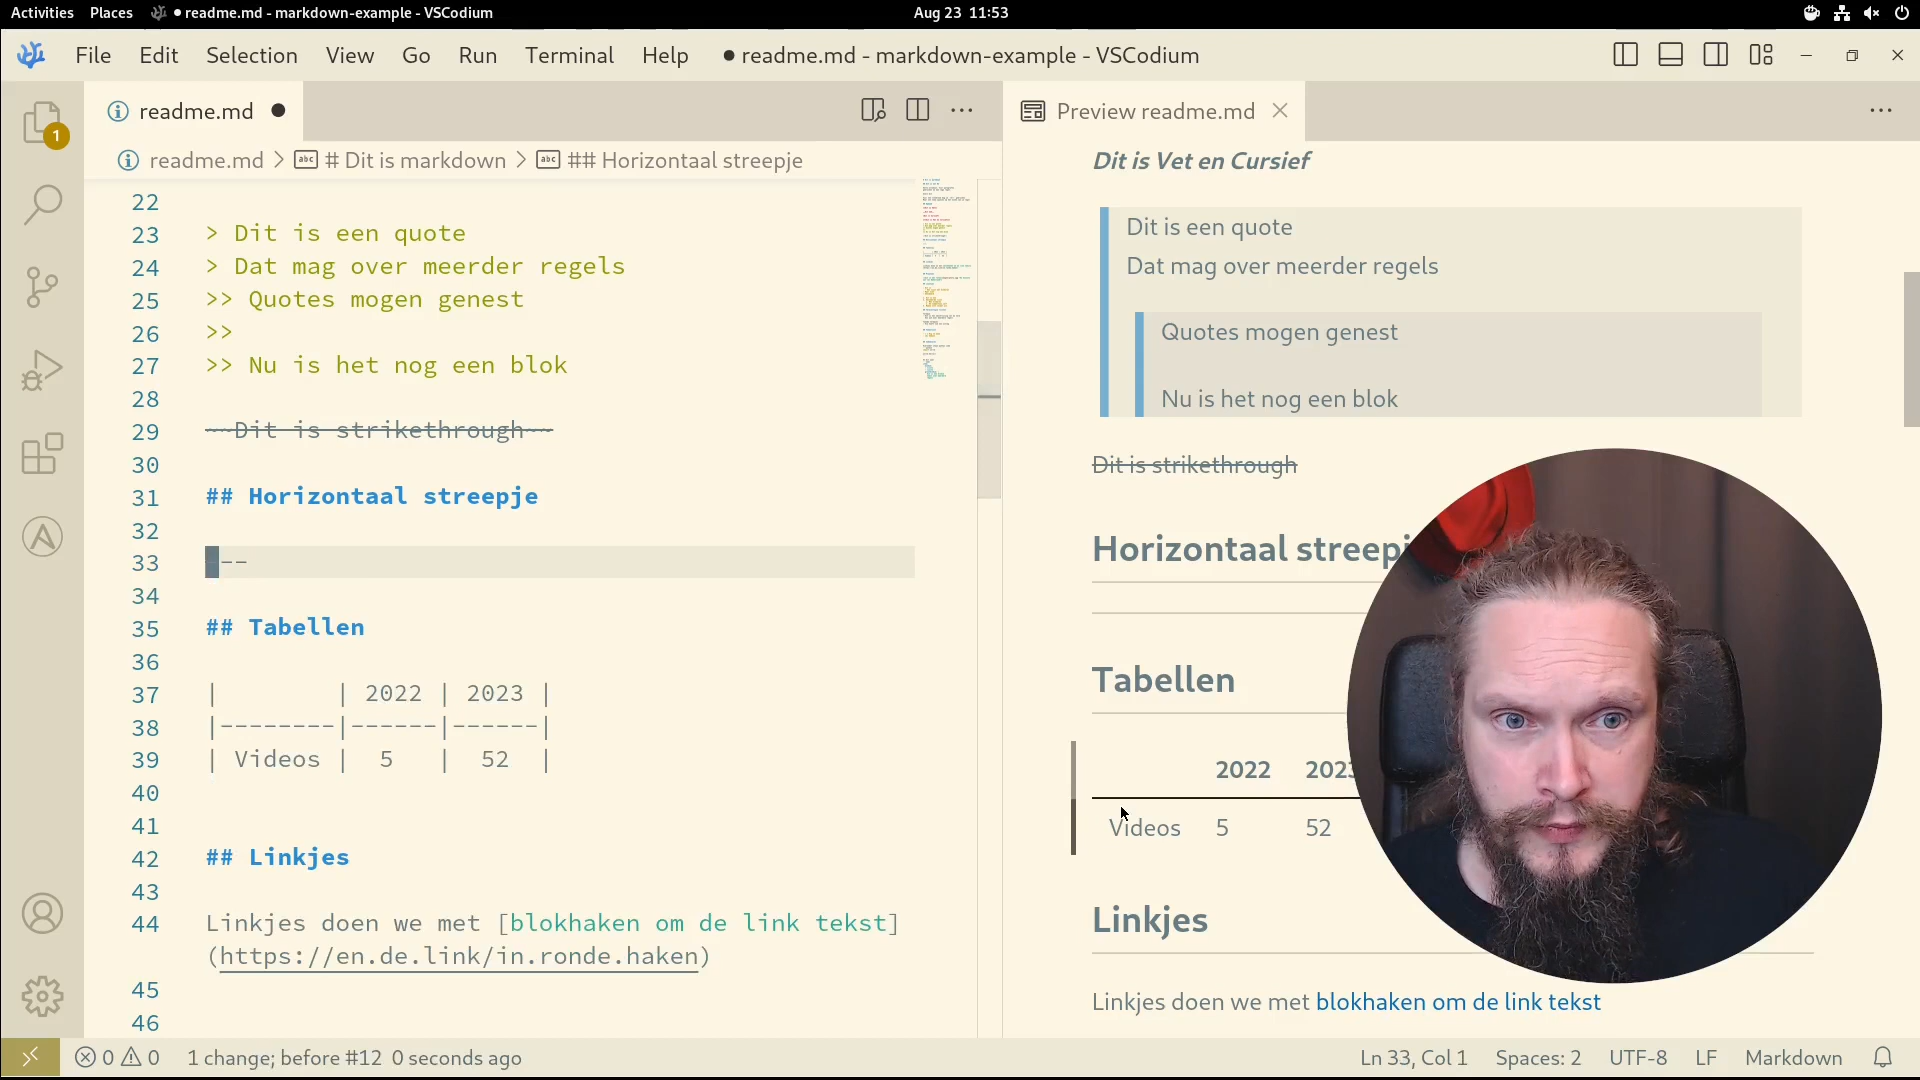 Activities Places ● readme.md - markdown-example - VSCodium Aug 23 11:53
File Edit Selection View Go Run Terminal Help ● readme.md - markdown-example - VSCodium
1
readme.md ●
readme.md > # Dit is markdown > ## Horizontaal streepje
22
23 > Dit is een quote
24 > Dat mag over meerder regels
25 >> Quotes mogen genest
26 >>
27 >> Nu is het nog een blok
28
29 ~~Dit is strikethrough~~
30
31 ## Horizontaal streepje
32
33 ---
34
35 ## Tabellen
36
37 |        | 2022 | 2023 |
38 |--------|------|------|
39 | Videos |  5   |  52  |
40
41
42 ## Linkjes
43
44 Linkjes doen we met [blokhaken om de link tekst]
(https://en.de.link/in.ronde.haken)
45
46
Preview readme.md
Dit is Vet en Cursief
Dit is een quote
Dat mag over meerder regels
Quotes mogen genest
Nu is het nog een blok
Dit is strikethrough
Horizontaal streepj
Tabellen
2022 2023
Videos 5 52
Linkjes
Linkjes doen we met blokhaken om de link tekst
0 0 1 change; before #12 0 seconds ago Ln 33, Col 1 Spaces: 2 UTF-8 LF Markdown